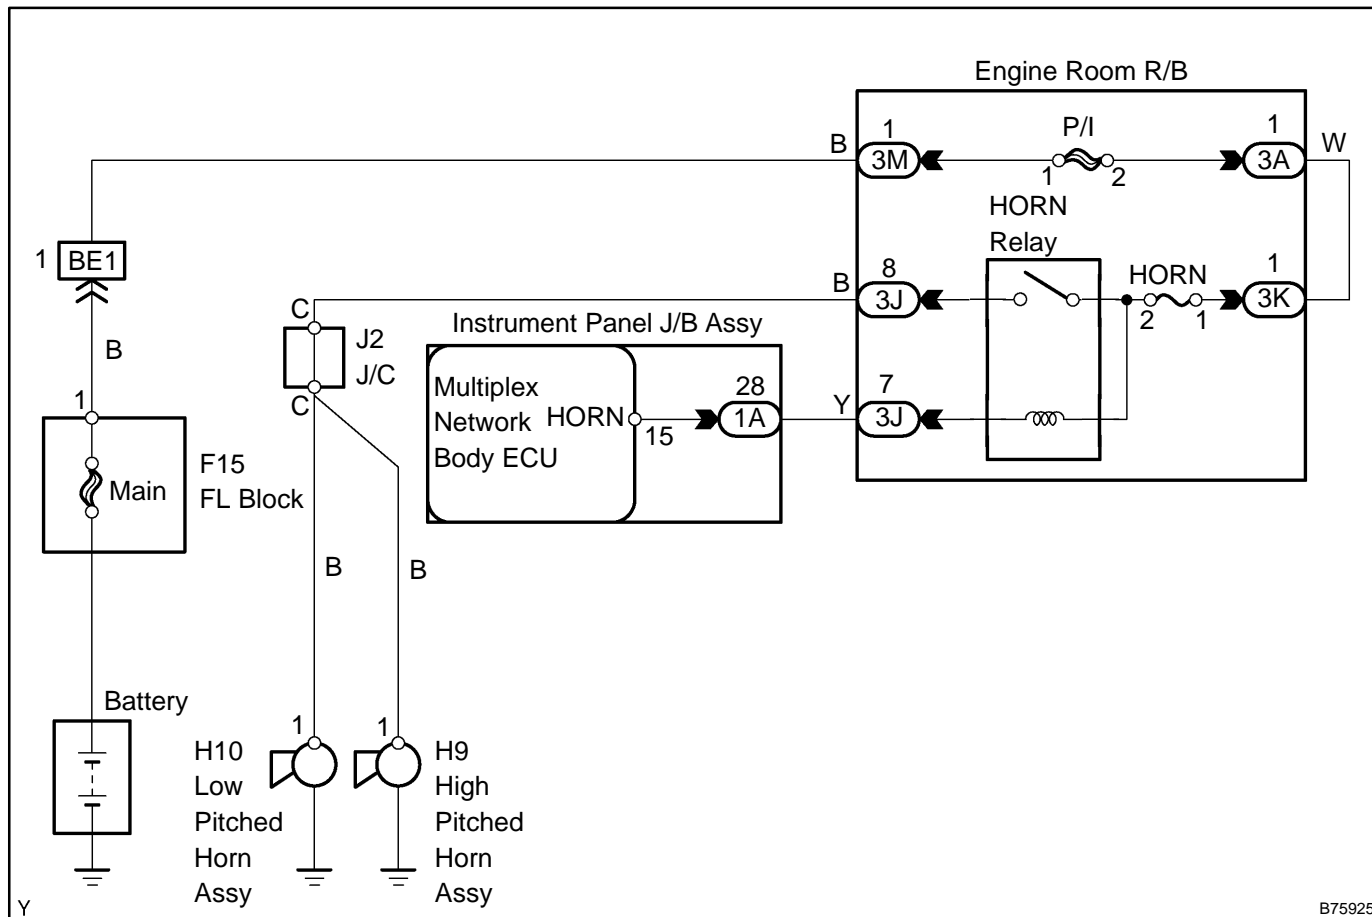 Engine Room R/B
B
1
3M
P/I
1
2
1
3A
W
HORN
Relay
1
BE1
B
8
3J
HORN
2
1
1
3K
C
J2
J/C
C
Instrument Panel J/B Assy
B
Multiplex
Network
Body ECU
HORN
15
28
1A
Y
7
3J
1
Main
F15
FL Block
B
B
Battery
1
1
H10
Low
Pitched
Horn
Assy
H9
High
Pitched
Horn
Assy
Y
B75925